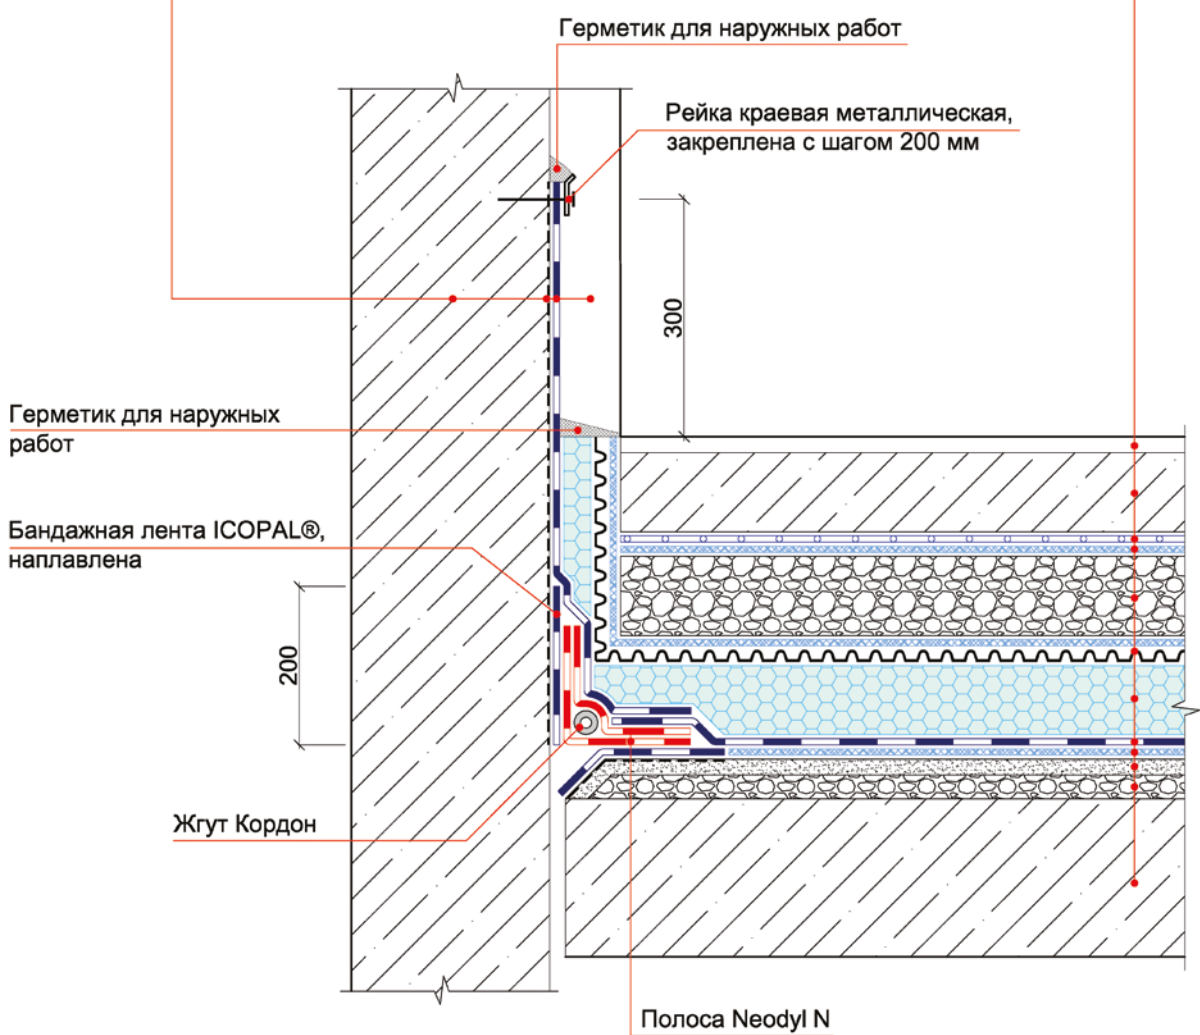 Герметик для наружных работ
Рейка краевая металлическая,
закреплена с шагом 200 мм
300
Герметик для наружных
работ
Бандажная лента ICOPAL®,
наплавлена
200
Жгут Кордон
Полоса Neodyl N